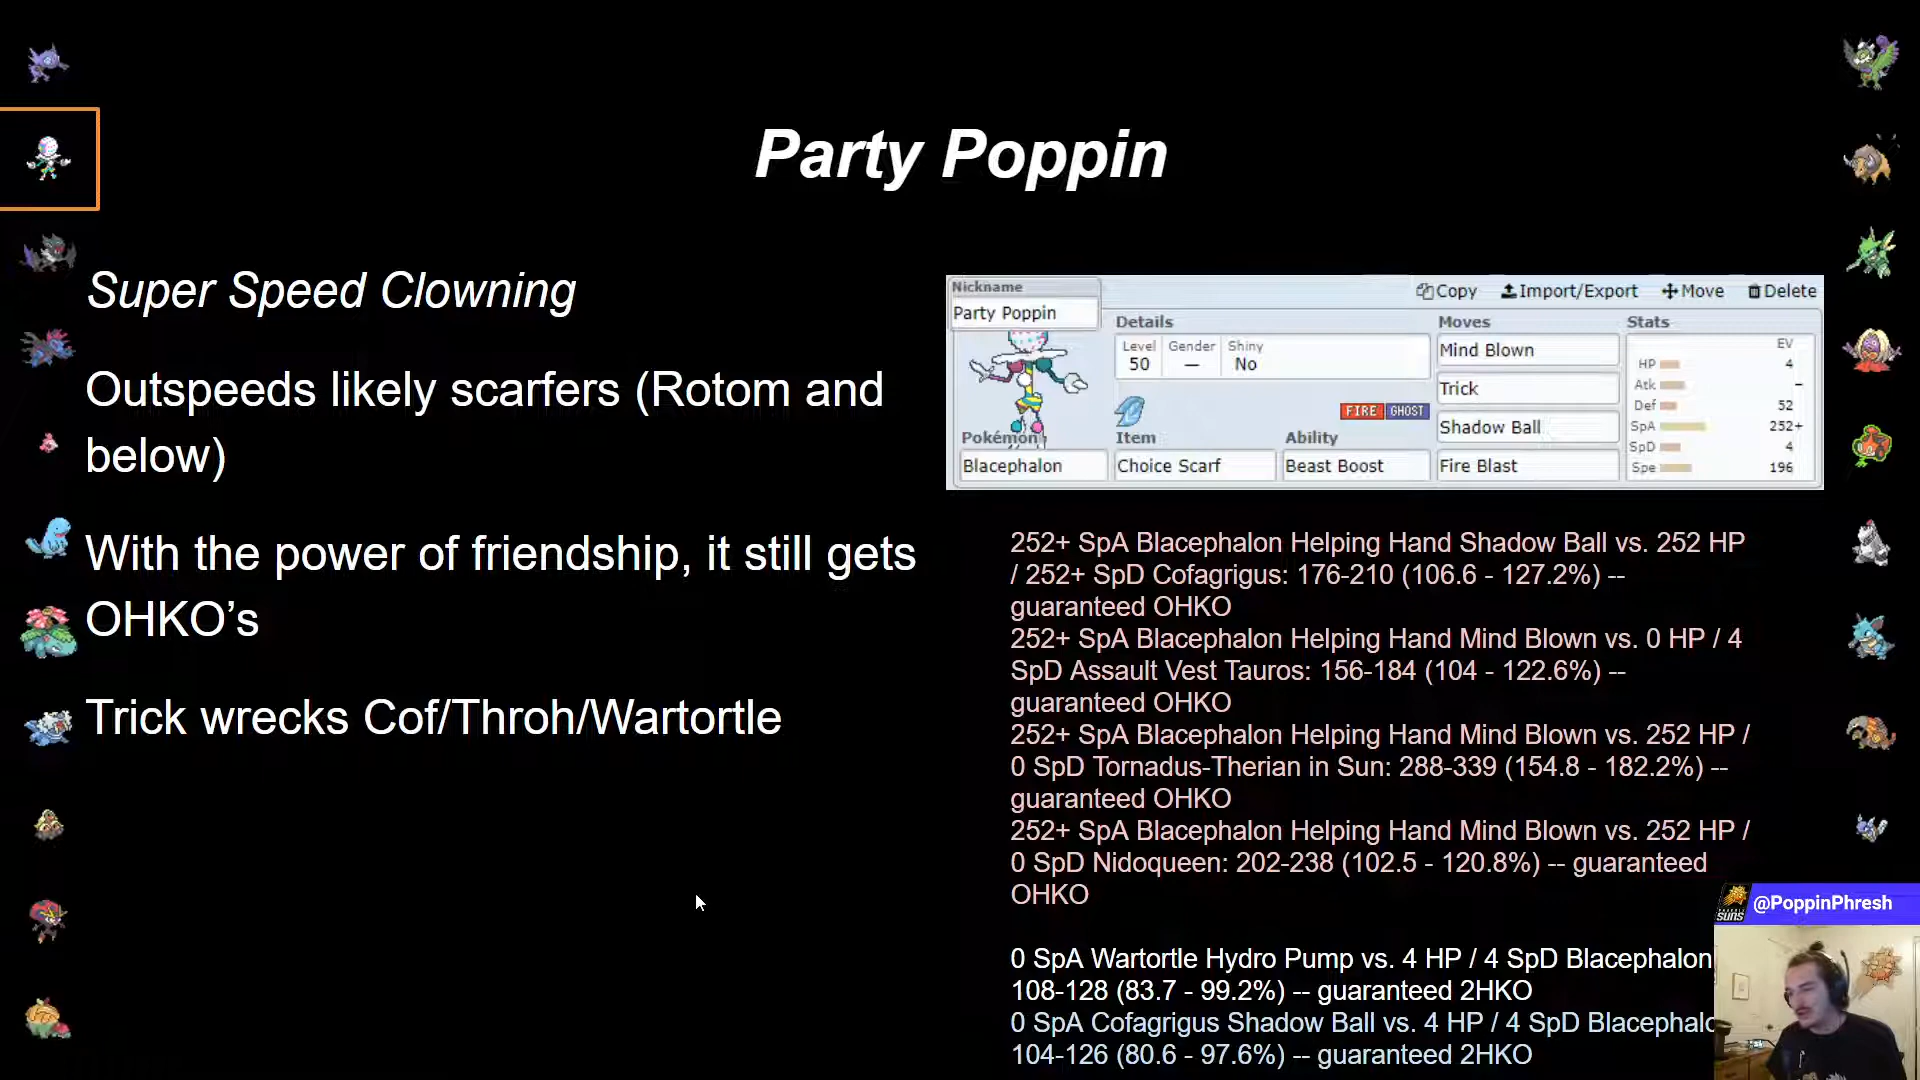 Party Poppin
Super Speed Clowning
Outspeeds likely scarfers (Rotom and
below)
With the power of friendship, it still gets
OHKO’s
Trick wrecks Cof/Throh/Wartortle
Nickname
Party Poppin
Copy Import/Export Move Delete
Details
Level Gender Shiny
50 — No
FIRE GHOST
Pokémon Item Ability
Blacephalon Choice Scarf Beast Boost
Moves
Mind Blown
Trick
Shadow Ball
Fire Blast
Stats
EV
HP 4
Atk –
Def 52
SpA 252+
SpD 4
Spe 196
252+ SpA Blacephalon Helping Hand Shadow Ball vs. 252 HP
/ 252+ SpD Cofagrigus: 176-210 (106.6 - 127.2%) --
guaranteed OHKO
252+ SpA Blacephalon Helping Hand Mind Blown vs. 0 HP / 4
SpD Assault Vest Tauros: 156-184 (104 - 122.6%) --
guaranteed OHKO
252+ SpA Blacephalon Helping Hand Mind Blown vs. 252 HP /
0 SpD Tornadus-Therian in Sun: 288-339 (154.8 - 182.2%) --
guaranteed OHKO
252+ SpA Blacephalon Helping Hand Mind Blown vs. 252 HP /
0 SpD Nidoqueen: 202-238 (102.5 - 120.8%) -- guaranteed
OHKO
0 SpA Wartortle Hydro Pump vs. 4 HP / 4 SpD Blacephalon
108-128 (83.7 - 99.2%) -- guaranteed 2HKO
0 SpA Cofagrigus Shadow Ball vs. 4 HP / 4 SpD Blacephalo
104-126 (80.6 - 97.6%) -- guaranteed 2HKO
SUNS
@PoppinPhresh